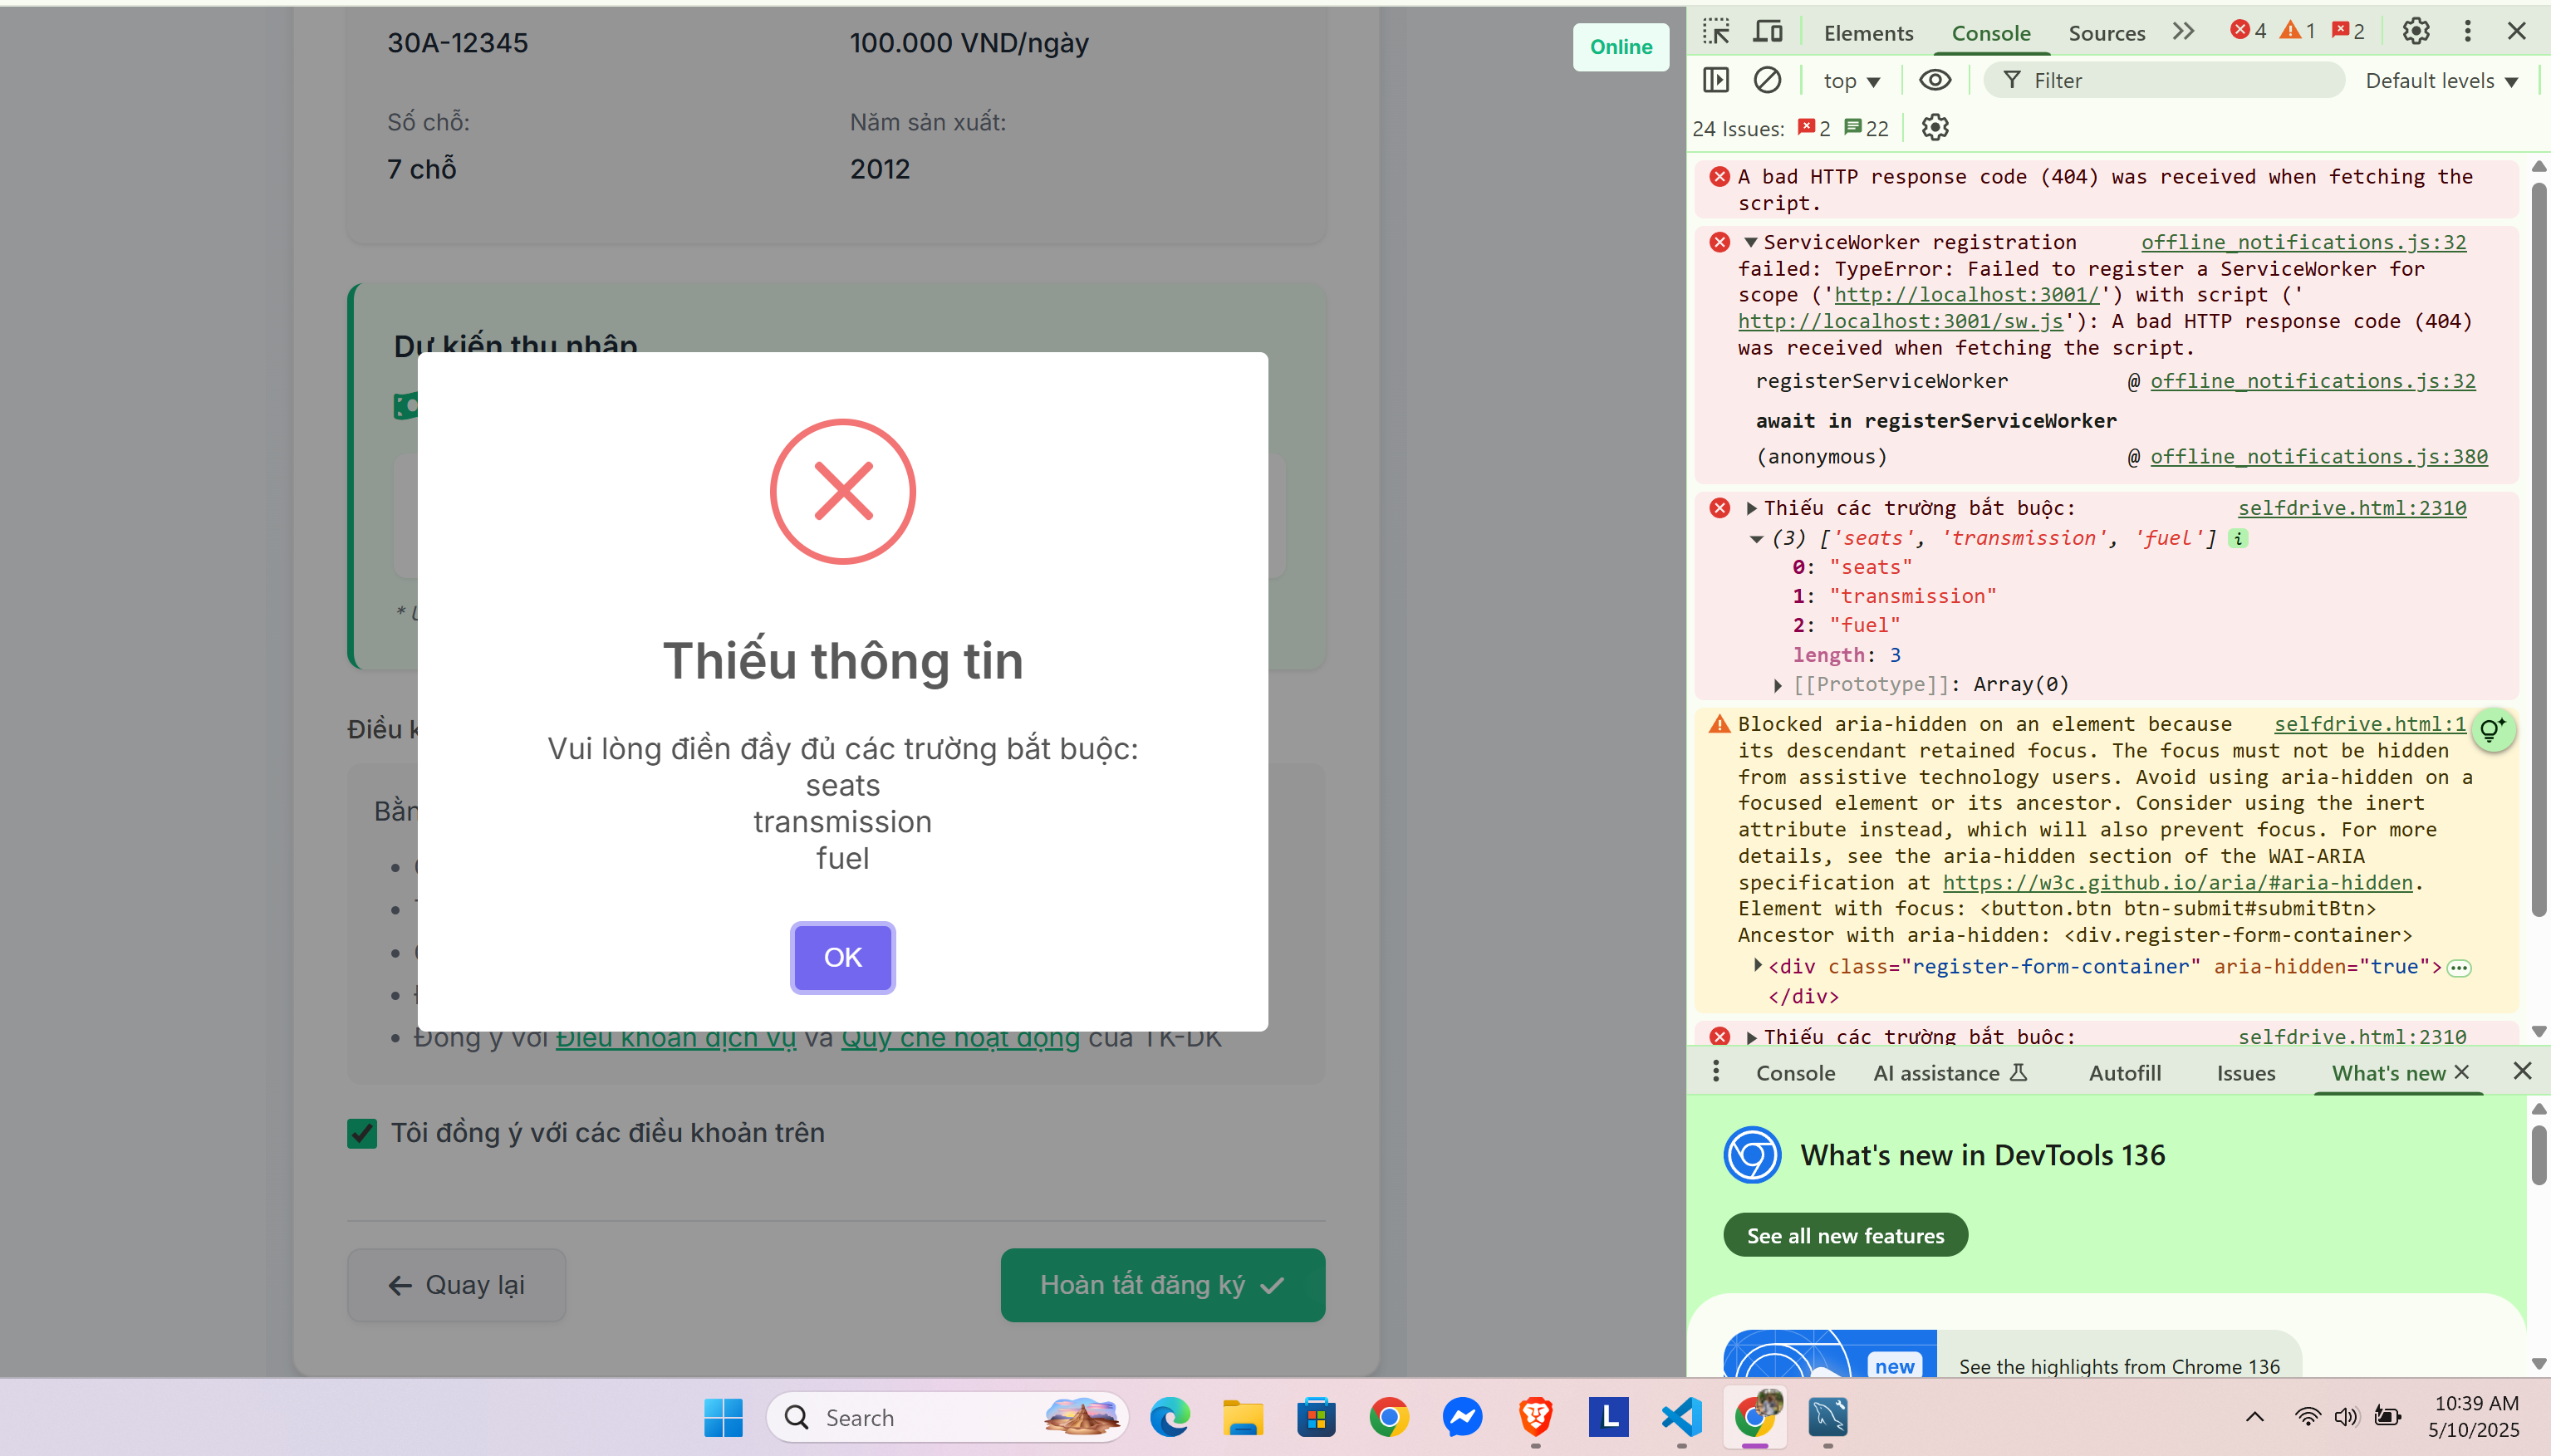 30A-12345
100.000 VND/ngày
Số chỗ:
Năm sản xuất:
7 chỗ
2012
Online
Dự kiến thu nhập
Thiếu thông tin
Vui lòng điền đầy đủ các trường bắt buộc:
seats
transmission
fuel
OK
Điều k
Bằn
Đồng ý với Điều khoản dịch vụ và Quy chế hoạt động của TK-DK
Tôi đồng ý với các điều khoản trên
Quay lại
Hoàn tất đăng ký
Elements
Console
Sources
4
1
2
top
Filter
Default levels
24 Issues:
2
22
A bad HTTP response code (404) was received when fetching the
script.
ServiceWorker registration offline_notifications.js:32
failed: TypeError: Failed to register a ServiceWorker for
scope ('http://localhost:3001/') with script ('
http://localhost:3001/sw.js'): A bad HTTP response code (404)
was received when fetching the script.
registerServiceWorker @ offline_notifications.js:32
await in registerServiceWorker
(anonymous) @ offline_notifications.js:380
Thiếu các trường bắt buộc: selfdrive.html:2310
(3) ['seats', 'transmission', 'fuel'] i
0: "seats"
1: "transmission"
2: "fuel"
length: 3
[[Prototype]]: Array(0)
Blocked aria-hidden on an element because selfdrive.html:1
its descendant retained focus. The focus must not be hidden
from assistive technology users. Avoid using aria-hidden on a
focused element or its ancestor. Consider using the inert
attribute instead, which will also prevent focus. For more
details, see the aria-hidden section of the WAI-ARIA
specification at https://w3c.github.io/aria/#aria-hidden.
Element with focus: <button.btn btn-submit#submitBtn>
Ancestor with aria-hidden: <div.register-form-container>
<div class="register-form-container" aria-hidden="true">
</div>
Thiếu các trường bắt buộc: selfdrive.html:2310
Console
AI assistance
Autofill
Issues
What's new
What's new in DevTools 136
See all new features
new
See the highlights from Chrome 136
Search
L
10:39 AM
5/10/2025